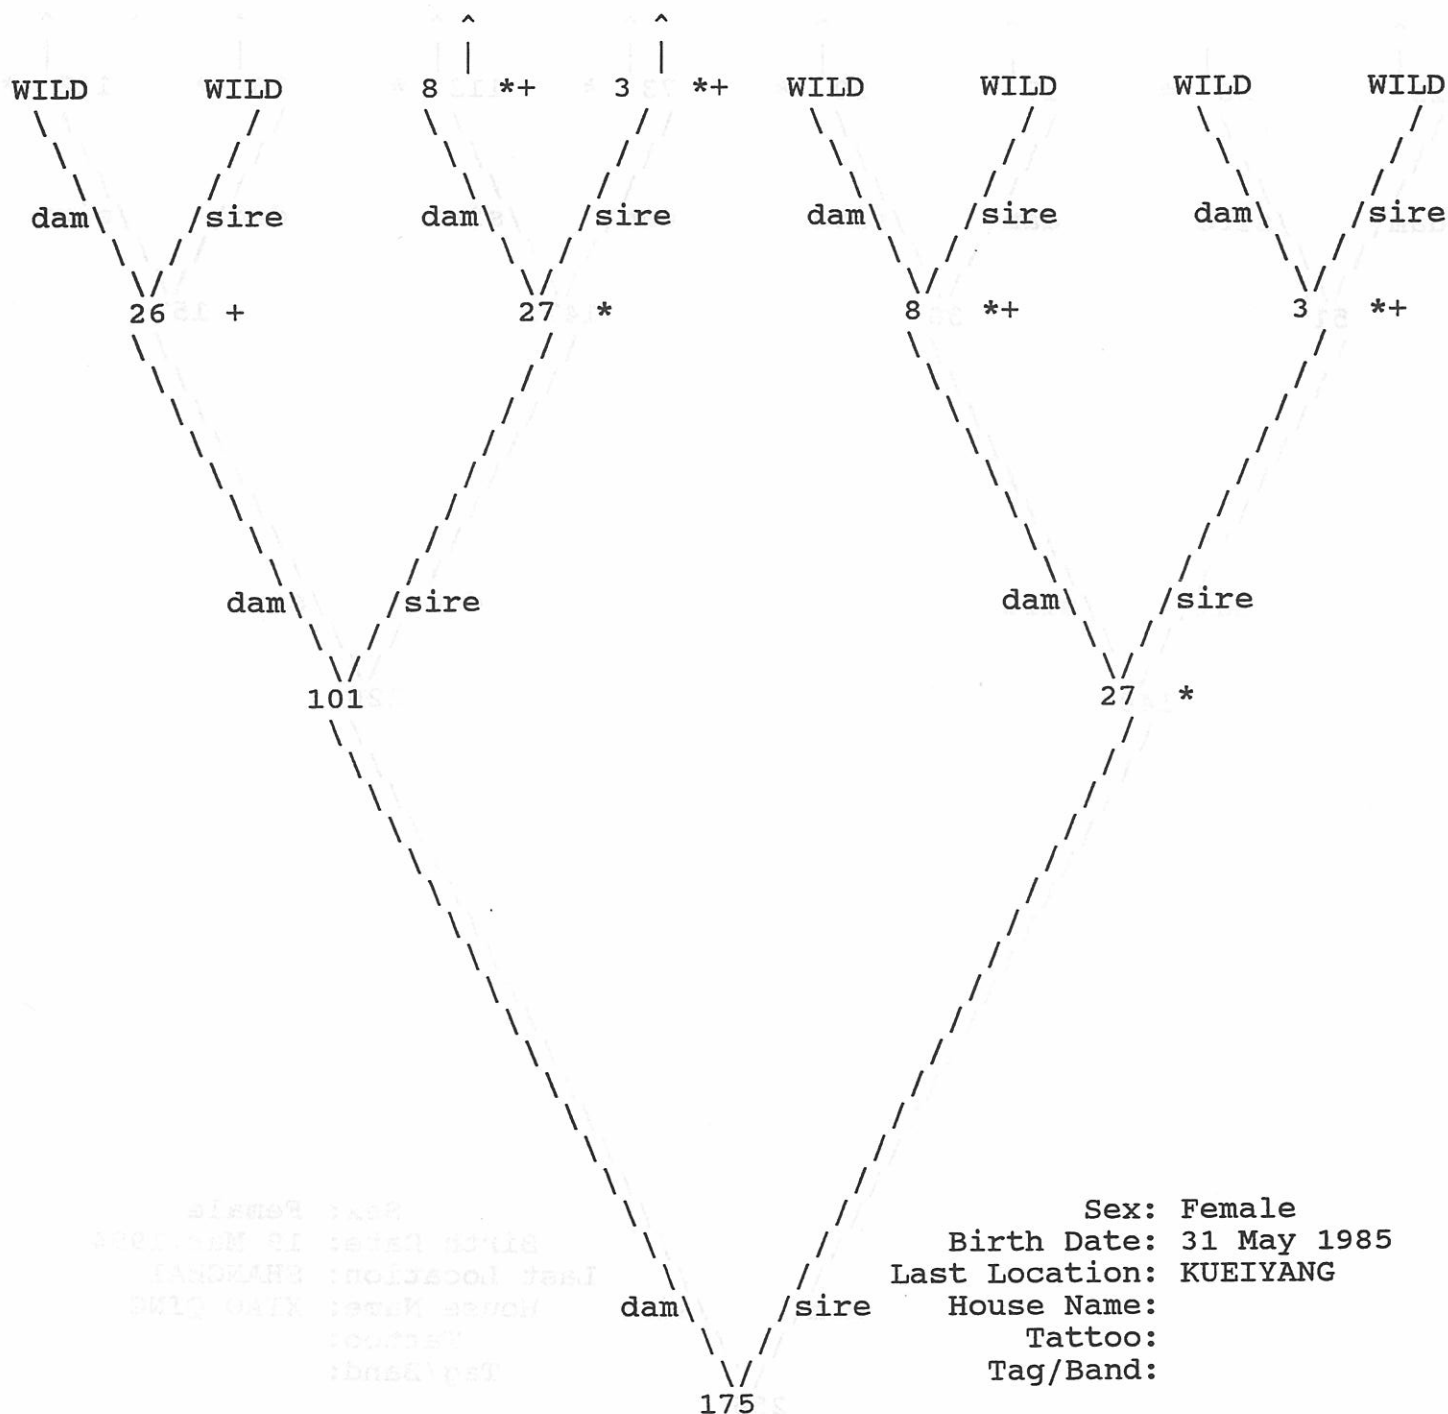 ^ ^
| |
WILD WILD 8 *+ 3 *+ WILD WILD WILD WILD
dam sire dam sire dam sire dam sire
26 + 27 * 8 *+ 3 *+
dam sire dam sire
101 27 *
Sex: Female
Birth Date: 31 May 1985
Last Location: KUEIYANG
dam sire House Name:
Tattoo:
Tag/Band:
175